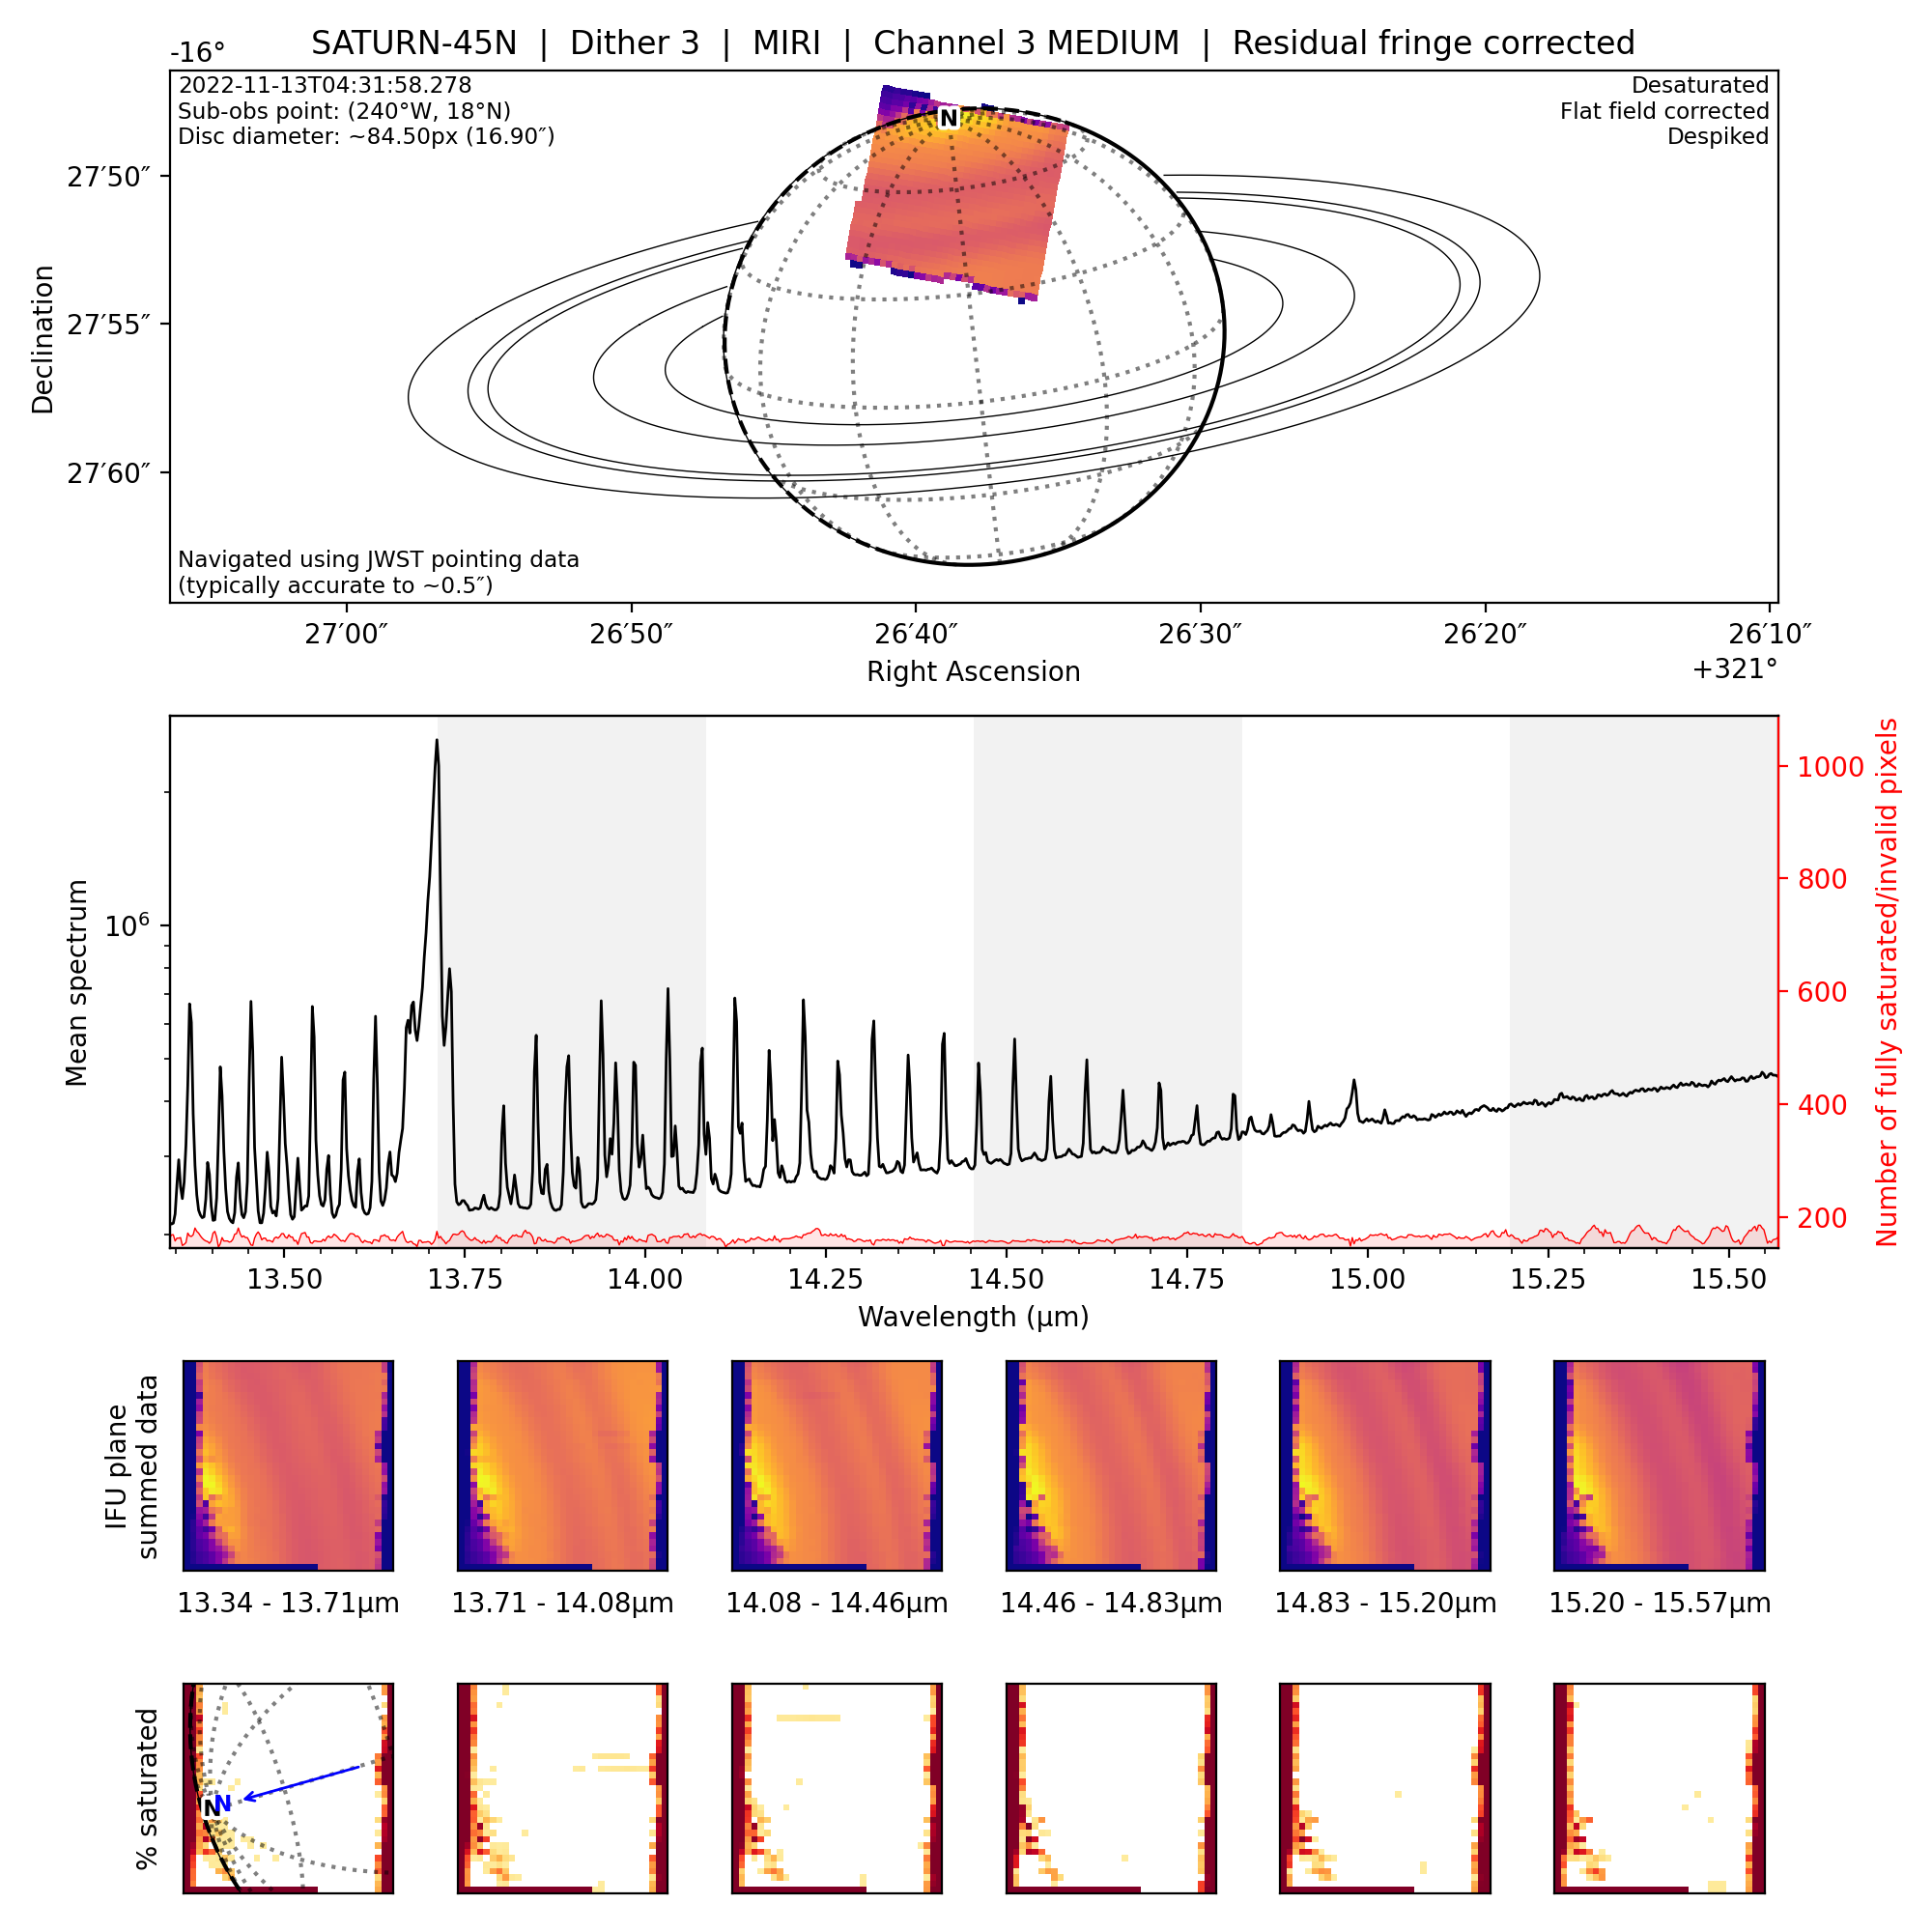 SATURN-45N | Dither 3 | MIRI | Channel 3 MEDIUM | Residual fringe corrected
-16°
2022-11-13T04:31:58.278
Sub-obs point: (240°W, 18°N)
Disc diameter: ~84.50px (16.90″)
Desaturated
Flat field corrected
Despiked
N
27′50″
27′55″
27′60″
Declination
Navigated using JWST pointing data
(typically accurate to ~0.5″)
27′00″ 26′50″ 26′40″ 26′30″ 26′20″ 26′10″
Right Ascension
+321°
Mean spectrum
10⁶
1000
800
600
400
200
Number of fully saturated/invalid pixels
13.50 13.75 14.00 14.25 14.50 14.75 15.00 15.25 15.50
Wavelength (µm)
IFU plane
summed data
13.34 - 13.71µm 13.71 - 14.08µm 14.08 - 14.46µm 14.46 - 14.83µm 14.83 - 15.20µm 15.20 - 15.57µm
% saturated
N N